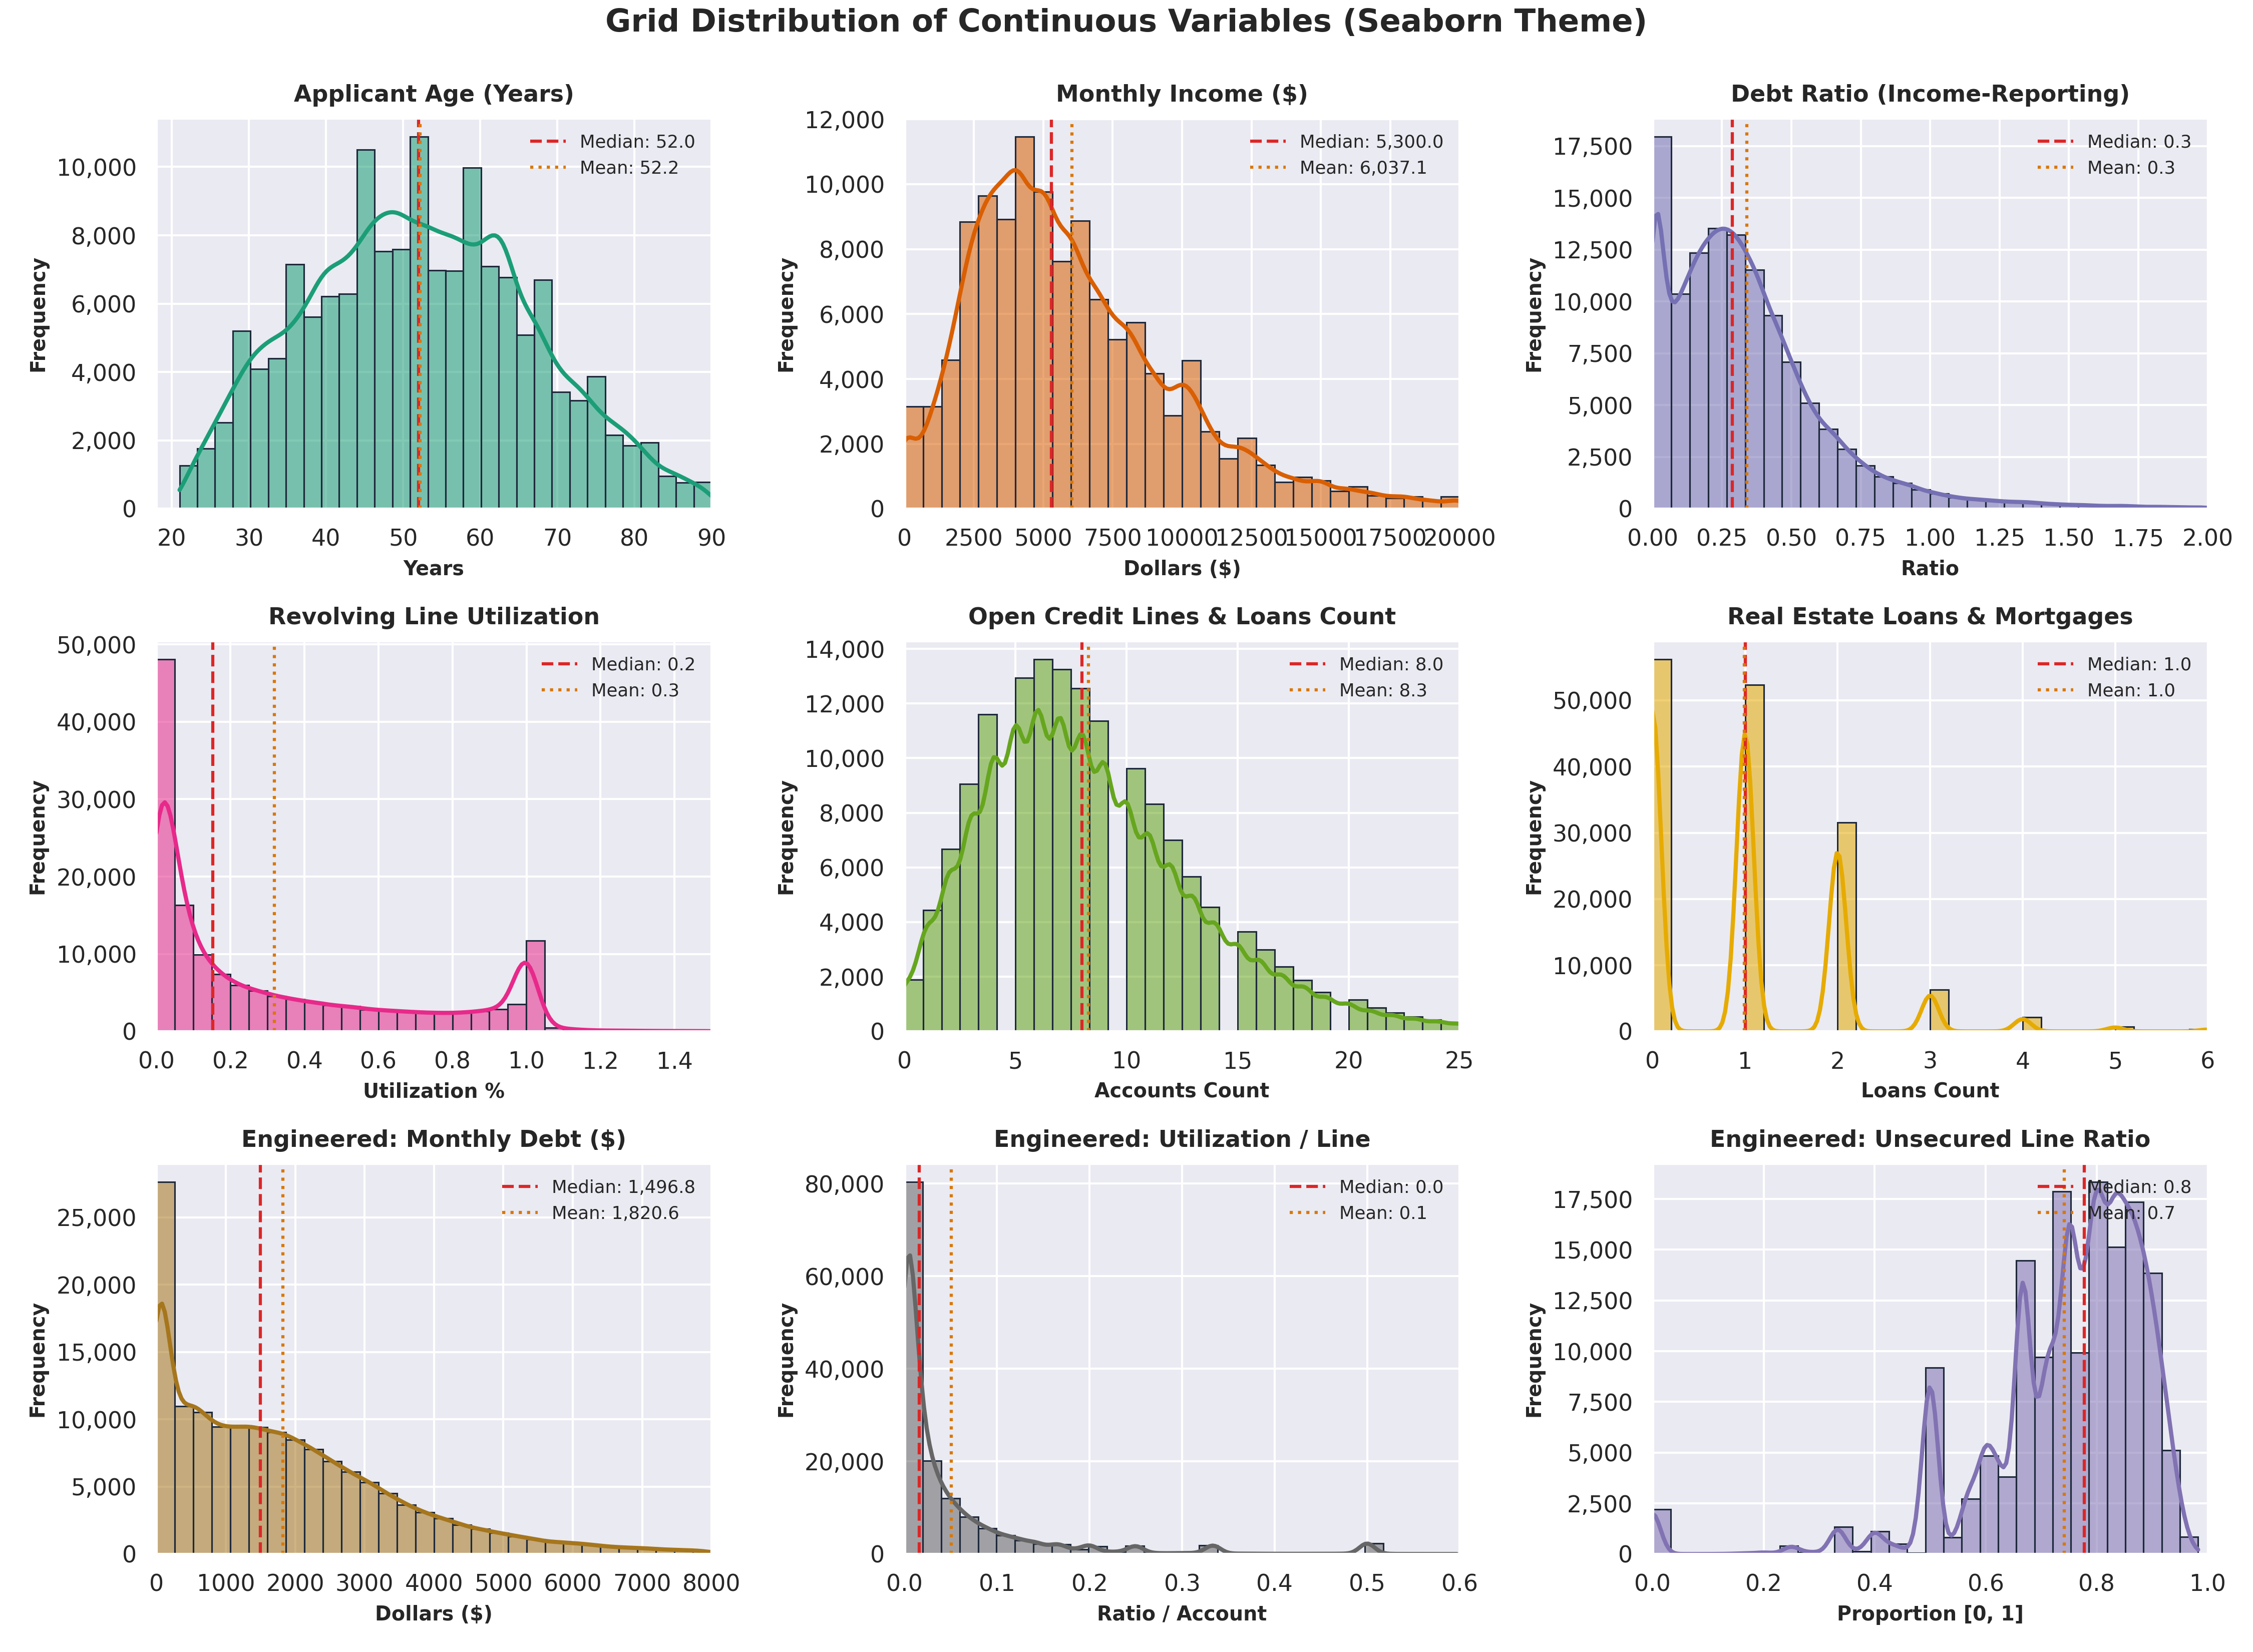 Grid Distribution of Continuous Variables (Seaborn Theme)
Applicant Age (Years)
Median: 52.0
Mean: 52.2
Frequency
10,000
8,000
6,000
4,000
2,000
0
20 30 40 50 60 70 80 90
Years
Monthly Income ($)
Median: 5,300.0
Mean: 6,037.1
Frequency
12,000
10,000
8,000
6,000
4,000
2,000
0
0 2500 5000 7500 10000 12500 15000 17500 20000
Dollars ($)
Debt Ratio (Income-Reporting)
Median: 0.3
Mean: 0.3
Frequency
17,500
15,000
12,500
10,000
7,500
5,000
2,500
0
0.00 0.25 0.50 0.75 1.00 1.25 1.50 1.75 2.00
Ratio
Revolving Line Utilization
Median: 0.2
Mean: 0.3
Frequency
50,000
40,000
30,000
20,000
10,000
0
0.0 0.2 0.4 0.6 0.8 1.0 1.2 1.4
Utilization %
Open Credit Lines & Loans Count
Median: 8.0
Mean: 8.3
Frequency
14,000
12,000
10,000
8,000
6,000
4,000
2,000
0
0 5 10 15 20 25
Accounts Count
Real Estate Loans & Mortgages
Median: 1.0
Mean: 1.0
Frequency
50,000
40,000
30,000
20,000
10,000
0
0 1 2 3 4 5 6
Loans Count
Engineered: Monthly Debt ($)
Median: 1,496.8
Mean: 1,820.6
Frequency
25,000
20,000
15,000
10,000
5,000
0
0 1000 2000 3000 4000 5000 6000 7000 8000
Dollars ($)
Engineered: Utilization / Line
Median: 0.0
Mean: 0.1
Frequency
80,000
60,000
40,000
20,000
0
0.0 0.1 0.2 0.3 0.4 0.5 0.6
Ratio / Account
Engineered: Unsecured Line Ratio
Median: 0.8
Mean: 0.7
Frequency
17,500
15,000
12,500
10,000
7,500
5,000
2,500
0
0.0 0.2 0.4 0.6 0.8 1.0
Proportion [0, 1]